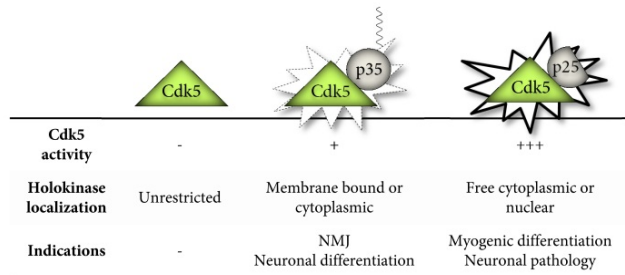 p35
p25
Cdk5
Cdk5
Cdk5
Cdk5
activity
-
+
+++
Holokinase
localization
Unrestricted
Membrane bound or
cytoplasmic
Free cytoplasmic or
nuclear
Indications
-
NMJ
Neuronal differentiation
Myogenic differentiation
Neuronal pathology